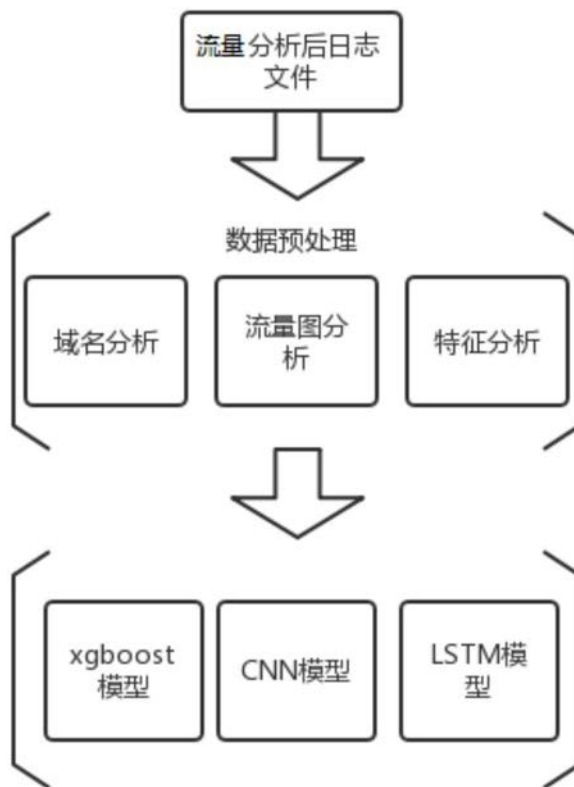 流量分析后日志
文件
数据预处理
域名分析
流量图分
析
特征分析
xgboost
模型
CNN模型
LSTM模
型